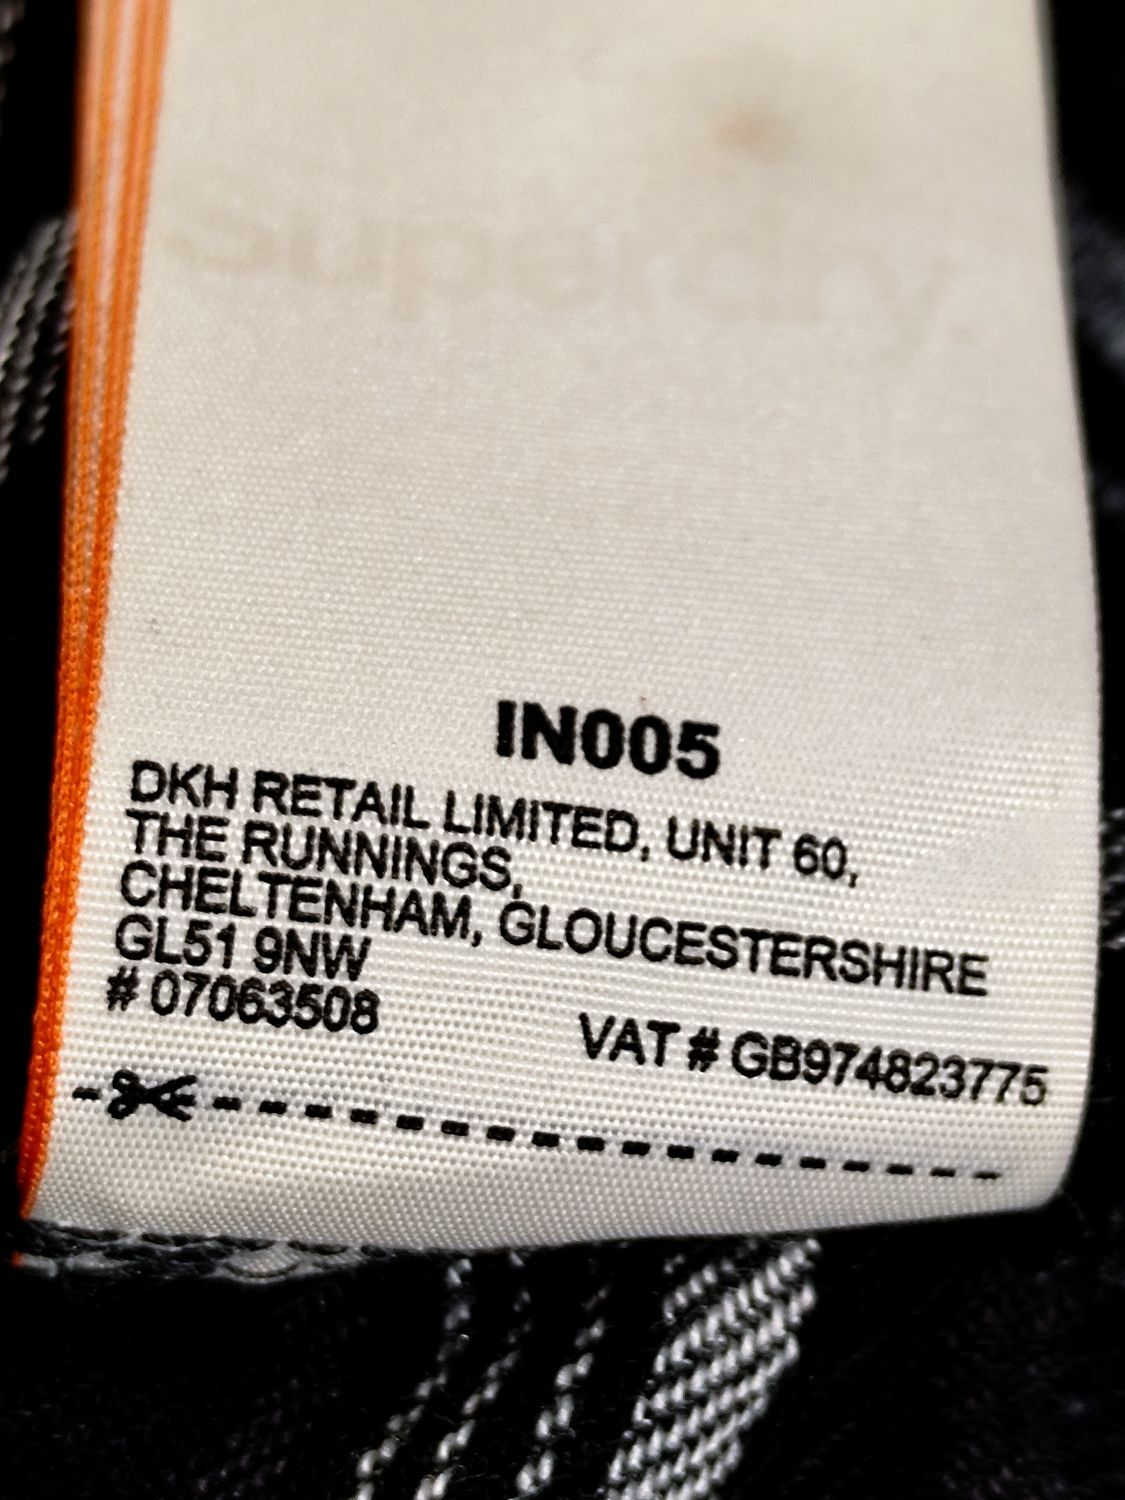 Superdry
IN005
DKH RETAIL LIMITED, UNIT 60,
THE RUNNINGS,
CHELTENHAM, GLOUCESTERSHIRE
GL51 9NW
# 07063508
VAT # GB974823775